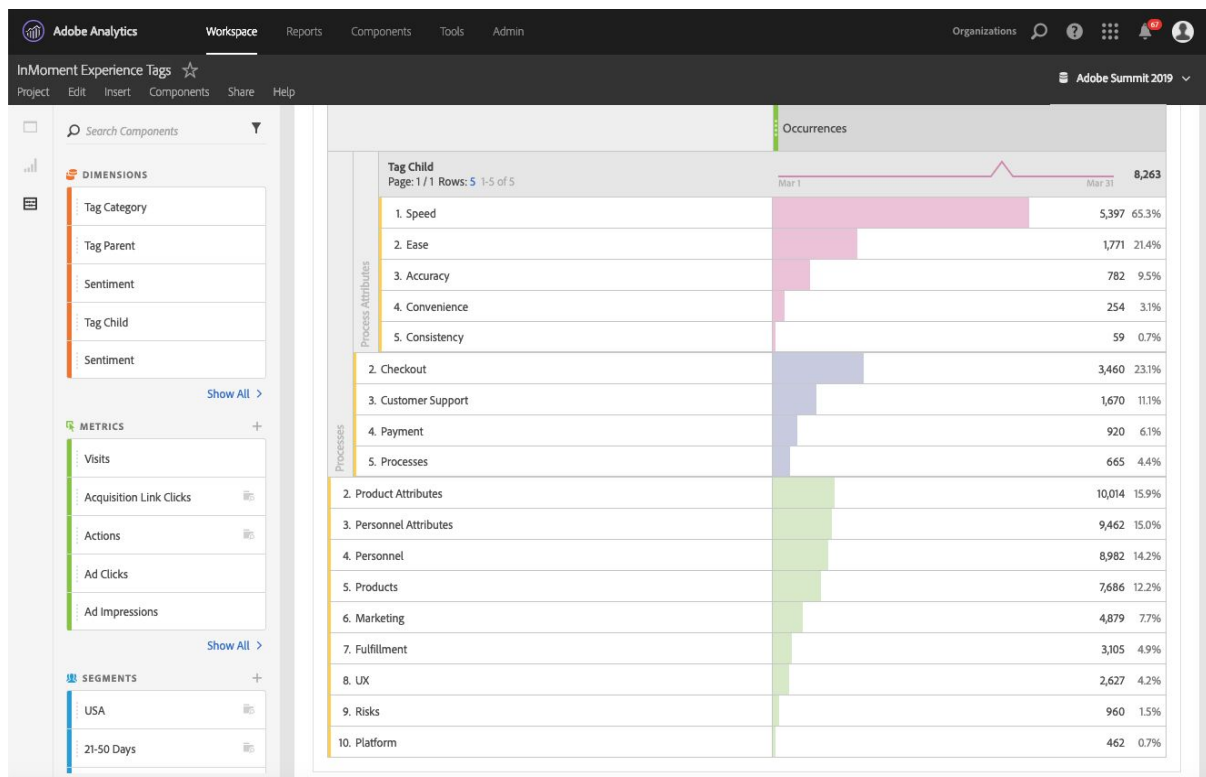 Adobe Analytics Workspace Reports Components Tools Admin Organizations 67
InMoment Experience Tags
Adobe Summit 2019
Project Edit Insert Components Share Help
Search Components
DIMENSIONS
Tag Category
Tag Parent
Sentiment
Tag Child
Sentiment
Show All >
METRICS
Visits
Acquisition Link Clicks
Actions
Ad Clicks
Ad Impressions
Show All >
SEGMENTS
USA
21-50 Days
Occurrences
Tag Child
Page: 1 / 1 Rows: 5 1-5 of 5
Mar 1 Mar 31 8,263
Process Attributes
1. Speed 5,397 65.3%
2. Ease 1,771 21.4%
3. Accuracy 782 9.5%
4. Convenience 254 3.1%
5. Consistency 59 0.7%
Processes
2. Checkout 3,460 23.1%
3. Customer Support 1,670 11.1%
4. Payment 920 6.1%
5. Processes 665 4.4%
2. Product Attributes 10,014 15.9%
3. Personnel Attributes 9,462 15.0%
4. Personnel 8,982 14.2%
5. Products 7,686 12.2%
6. Marketing 4,879 7.7%
7. Fulfillment 3,105 4.9%
8. UX 2,627 4.2%
9. Risks 960 1.5%
10. Platform 462 0.7%